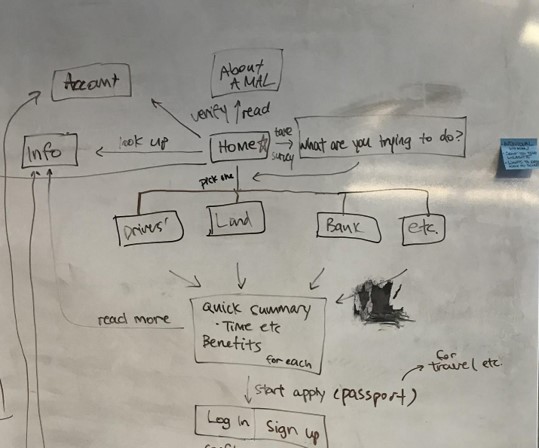 About
A MAL
Account
verify
read
Home
take
survey
What are you trying to do?
look up
Info
pick one
Drivers'
Land
Bank
etc.
Quick summary
· Time etc
Benefits
for each
read more
start apply (passport)
for
travel etc.
Log In
Sign up